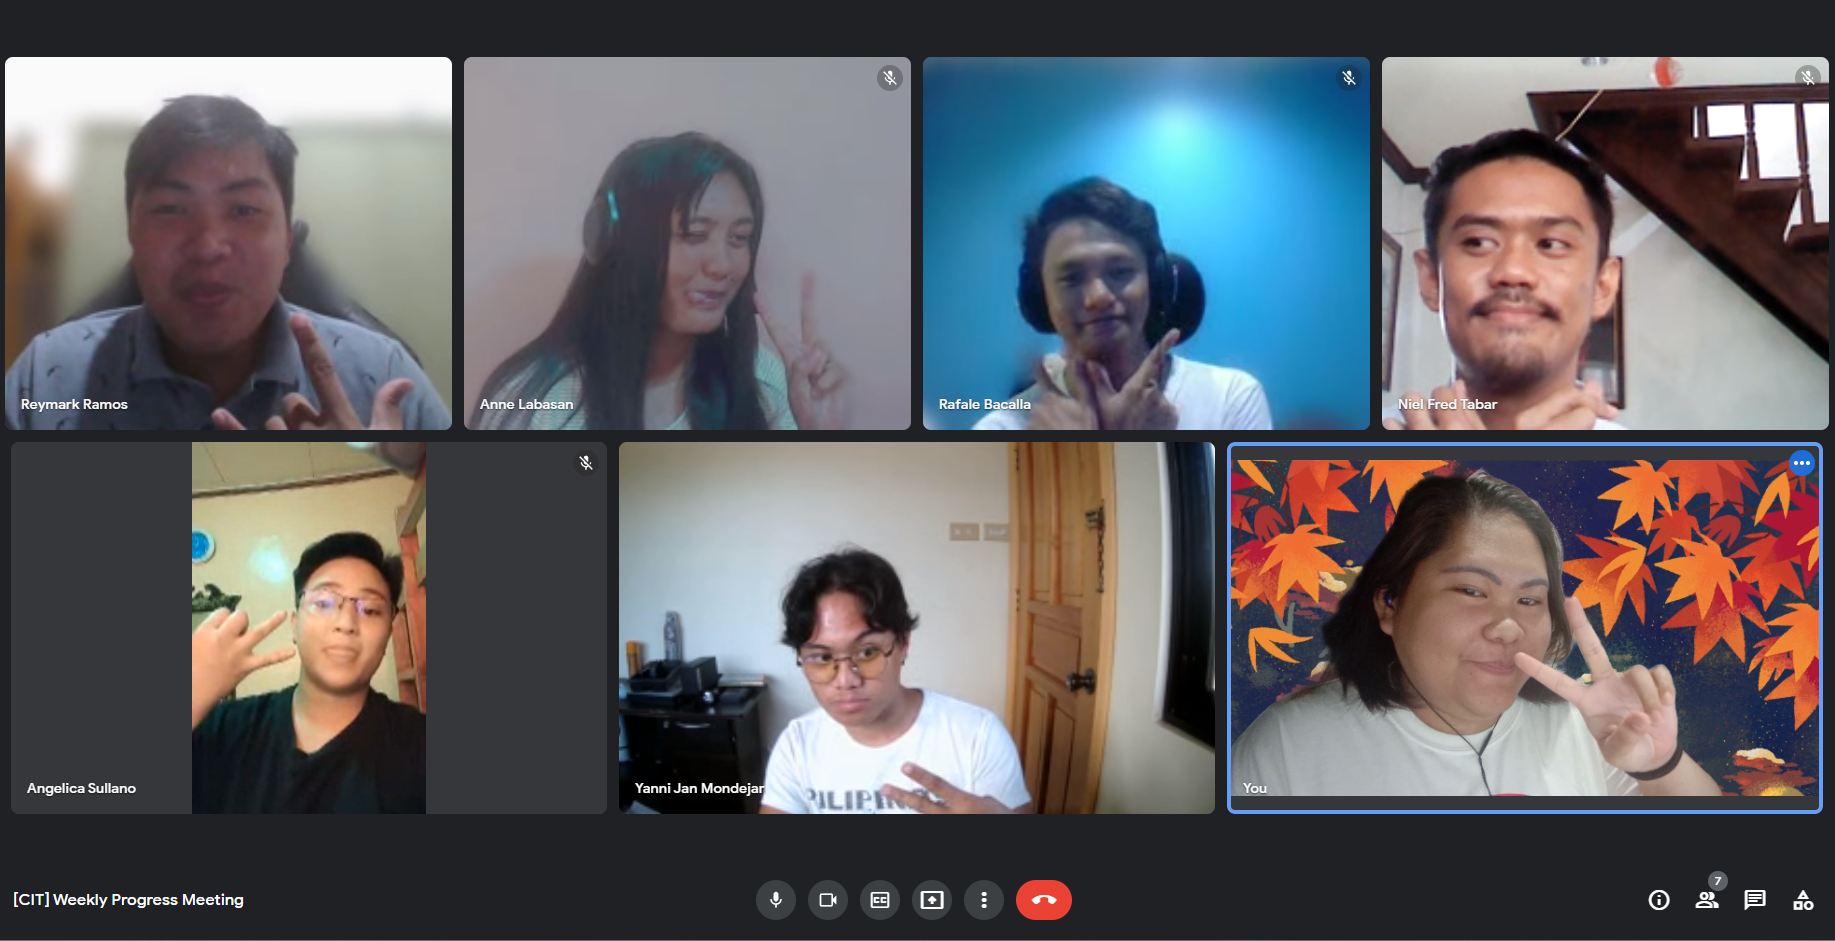 Reymark Ramos
Anne Labasan
Rafale Bacalla
Niel Fred Tabar
Angelica Sullano
Yanni Jan Mondejar
You
[CIT] Weekly Progress Meeting
CC
7